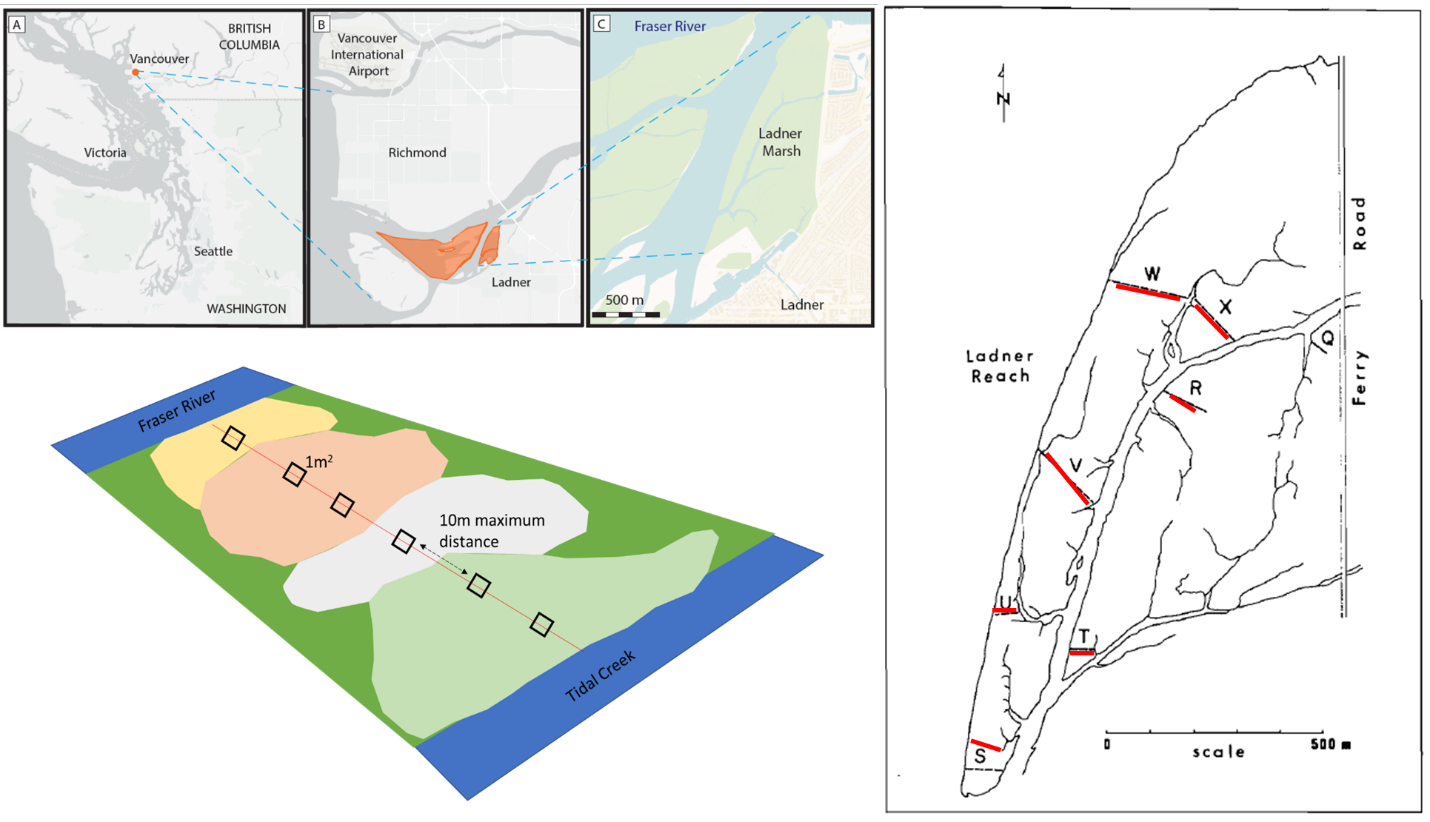 A
BRITISH
COLUMBIA
Vancouver
Victoria
Seattle
WASHINGTON
B
Vancouver
International
Airport
Richmond
Ladner
C
Fraser River
Ladner
Marsh
500 m
Ladner
Fraser River
1m²
10m maximum
distance
Tidal Creek
N
Road
Ferry
W
X
Q
Ladner
Reach
R
V
U
T
S
0
500 m
scale